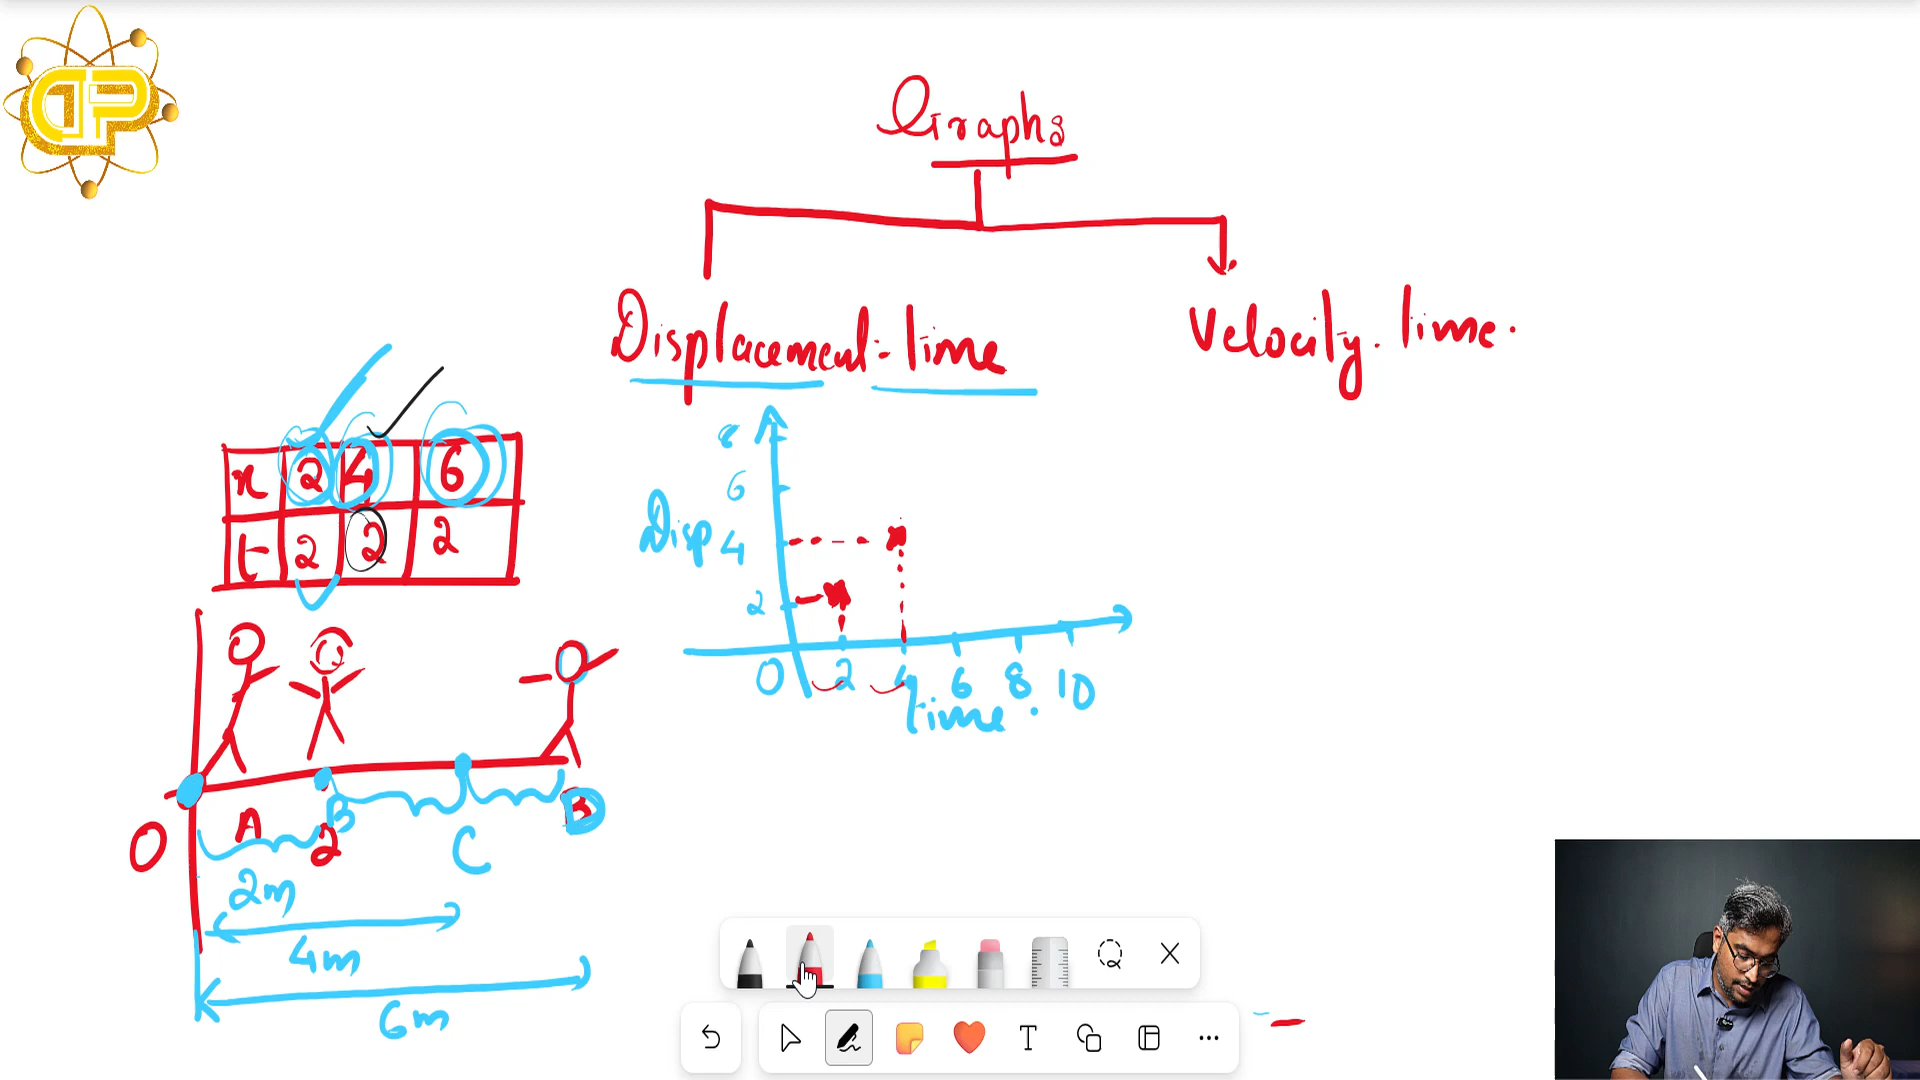 DP
Graphs
Displacement-time
Velocity.time.
x 2 4 6
t 2 2 2
8
6
Disp 4
2
0 2 4 6 8 10
time.
O A 2 B C D
2m
4m
6m